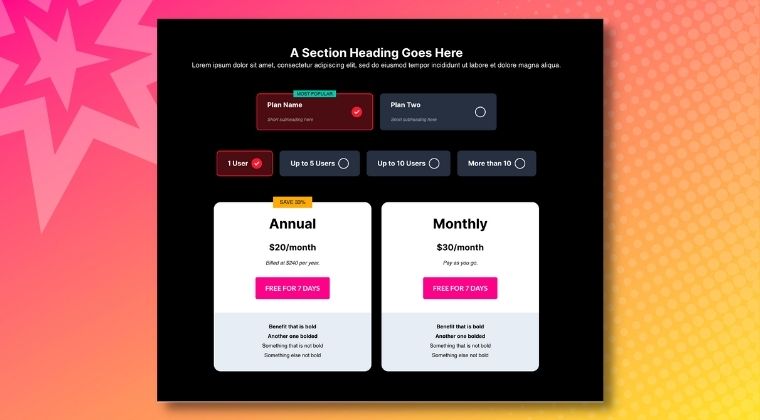 A Section Heading Goes Here
Lorem ipsum dolor sit amet, consectetur adipiscing elit, sed do eiusmod tempor incididunt ut labore et dolore magna aliqua.
MOST POPULAR
Plan Name
Short subheading here
Plan Two
Short subheading here
1 User
Up to 5 Users
Up to 10 Users
More than 10
SAVE 33%
Annual
$20/month
Billed at $240 per year.
FREE FOR 7 DAYS
Benefit that is bold
Another one bolded
Something that is not bold
Something else not bold
Monthly
$30/month
Pay as you go.
FREE FOR 7 DAYS
Benefit that is bold
Another one bolded
Something that is not bold
Something else not bold